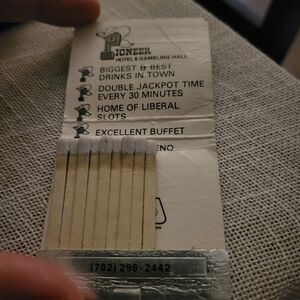 PIONEER
HOTEL & GAMBLING HALL
BIGGEST & BEST
DRINKS IN TOWN
DOUBLE JACKPOT TIME
EVERY 30 MINUTES
HOME OF LIBERAL
SLOTS
EXCELLENT BUFFET
ENO
(702) 298-2442